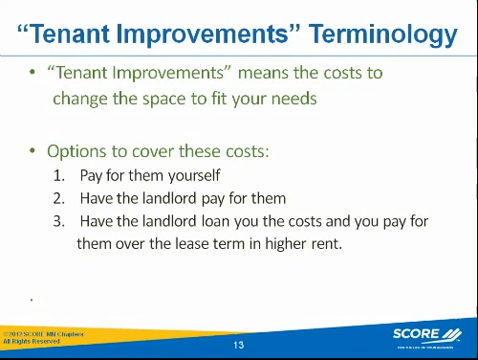 “Tenant Improvements” Terminology
• “Tenant Improvements” means the costs to
change the space to fit your needs
• Options to cover these costs:
1. Pay for them yourself
2. Have the landlord pay for them
3. Have the landlord loan you the costs and you pay for
them over the lease term in higher rent.
.
©2012 SCORE MN Chapters
All Rights Reserved
13
SCORE